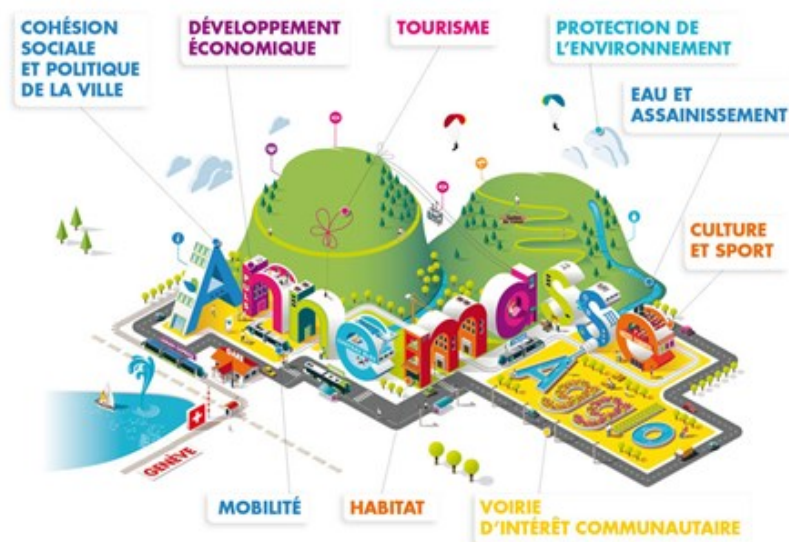 COHÉSION
SOCIALE
ET POLITIQUE
DE LA VILLE
DÉVELOPPEMENT
ÉCONOMIQUE
TOURISME
PROTECTION DE
L'ENVIRONNEMENT
EAU ET
ASSAINISSEMENT
CULTURE
ET SPORT
Annemasse
Agglo
GARE
GENÈVE
MOBILITÉ
HABITAT
VOIRIE
D'INTÉRÊT COMMUNAUTAIRE